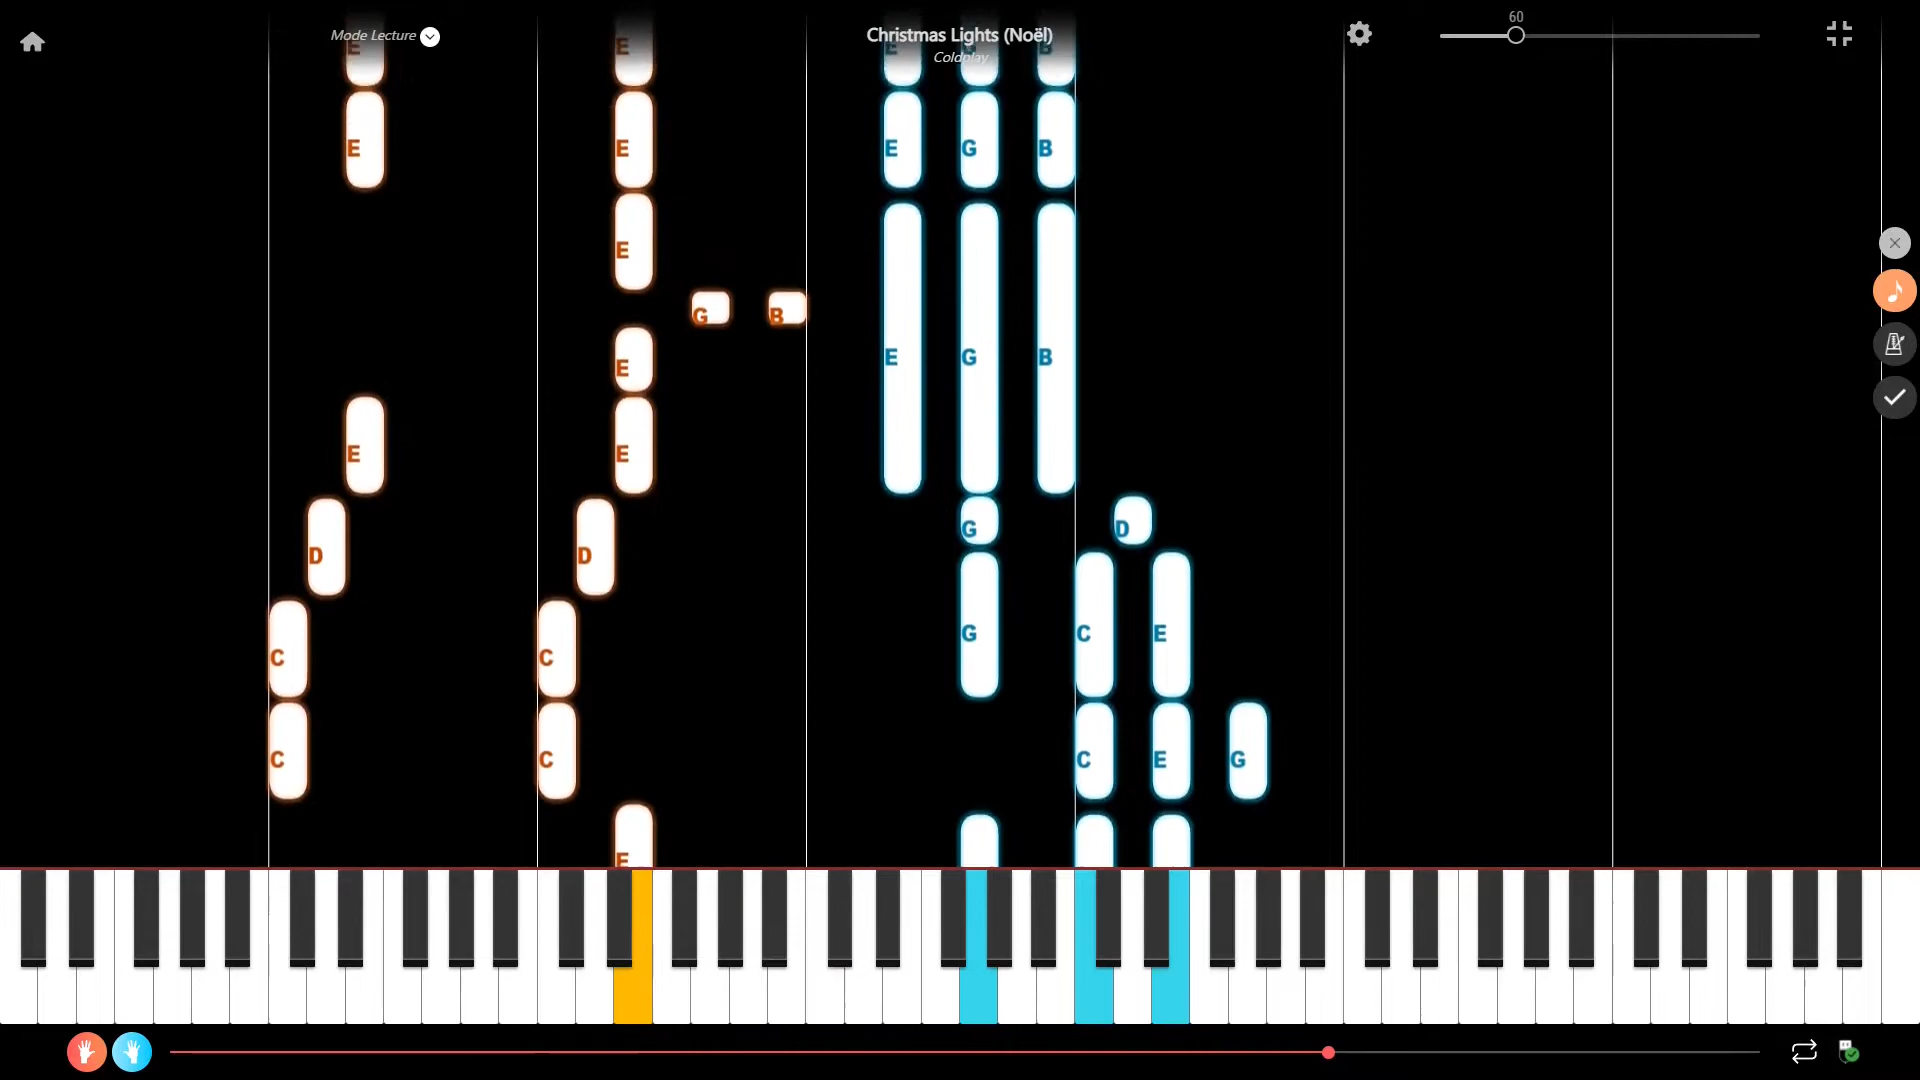 60
Mode Lecture
Christmas Lights (Noël)
Coldplay
E E E G B
E E E G B
E
G B
E G B
E
E E
G D
D D
G C E
C C
C C C E G
E